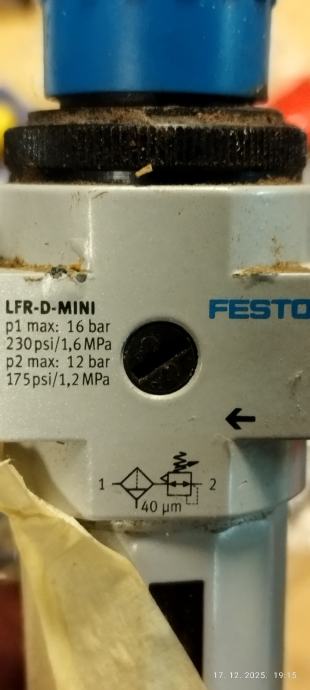 LFR-D-MINI
p1 max: 16 bar
230psi/1,6MPa
p2 max: 12 bar
175psi/1,2MPa
FESTO
1 2
40 µm
17. 12. 2025. 19:15